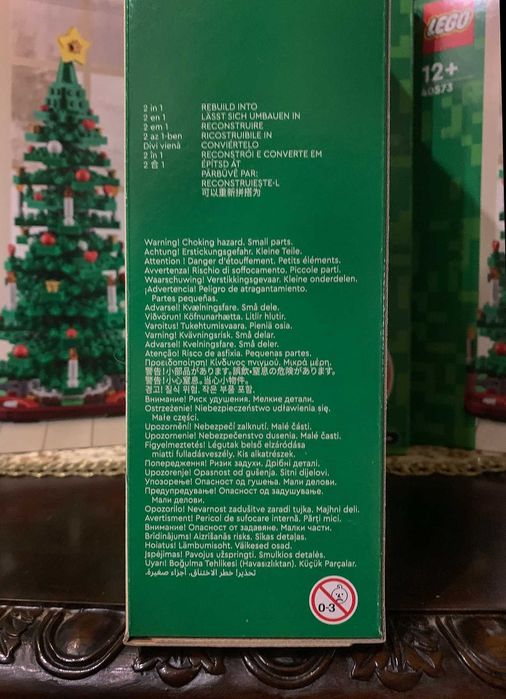 LEGO
12+
40573
2 in 1
2 en 1
2 em 1
2 az 1-ben
Divi vienā
2 în 1
2 合 1
REBUILD INTO
LÄSST SICH UMBAUEN IN
RECONSTRUIRE
RICOSTRUIBILE IN
CONVIÉRTELO
RECONSTRÓI E CONVERTE EM
ÉPÍTSD ÁT
PĀRBŪVĒ PAR:
RECONSTRUIEȘTE-L
可以重新拼搭为
Warning! Choking hazard. Small parts.
Achtung! Erstickungsgefahr. Kleine Teile.
Attention ! Danger d'étouffement. Petits éléments.
Avvertenza! Rischio di soffocamento. Piccole parti.
Waarschuwing! Verstikkingsgevaar. Kleine onderdelen.
¡Advertencia! Peligro de atragantamiento.
Partes pequeñas.
Advarsel! Kvælningsfare. Små dele.
Viðvörun! Köfnunarhætta. Litlir hlutir.
Varoitus! Tukehtumisvaara. Pieniä osia.
Varning! Kvävningsrisk. Små delar.
Advarsel! Kvelningsfare. Små deler.
Atenção! Risco de asfixia. Pequenas partes.
Προειδοποίηση! Κίνδυνος πνιγμού. Μικρά μέρη.
警告!小部品があります。誤飲・窒息の危険があります。
警告!小心窒息。当心小物件。
경고! 질식 위험. 작은 부품 포함.
Внимание! Риск удушения. Мелкие детали.
Ostrzeżenie! Niebezpieczeństwo udławienia się.
Małe części.
Upozornění! Nebezpečí zalknutí. Malé části.
Upozornenie! Nebezpečenstvo dusenia. Malé časti.
Figyelmeztetés! Légutak belső elzáródása
miatti fulladásveszély. Kis alkatrészek.
Попередження! Ризик задухи. Дрібні деталі.
Upozorenje! Opasnost od gušenja. Sitni dijelovi.
Упозорење! Опасност од гушења. Мали делови.
Предупредување! Опасност од задушување.
Мали делови.
Opozorilo! Nevarnost zadušitve zaradi tujka. Majhni deli.
Avertisment! Pericol de sufocare internă. Părți mici.
Внимание! Опасност от задавяне. Малки части.
Brīdinājums! Aizrīšanās risks. Sīkas detaļas.
Hoiatus! Lämbumisoht. Väikesed osad.
Įspėjimas! Pavojus užspringti. Smulkios detalės.
Uyarı! Boğulma Tehlikesi (Havasızlıktan). Küçük Parçalar.
تحذير! خطر الاختناق. أجزاء صغيرة.
0-3